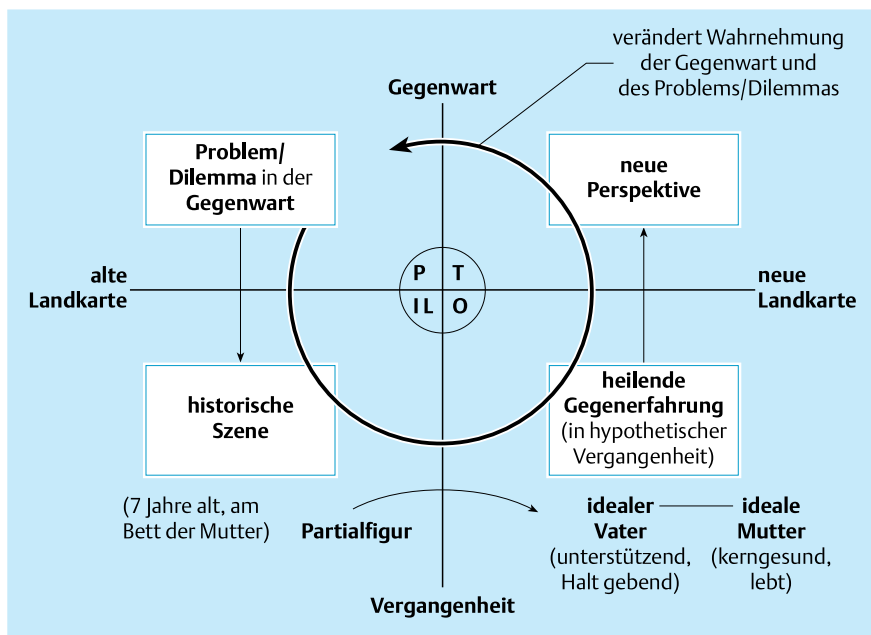 verändert Wahrnehmung
der Gegenwart und
des Problems/Dilemmas
Gegenwart
Problem/
Dilemma in der
Gegenwart
neue
Perspektive
alte
Landkarte
P T
IL O
neue
Landkarte
historische
Szene
heilende
Gegenerfahrung
(in hypothetischer
Vergangenheit)
(7 Jahre alt, am
Bett der Mutter)
Partialfigur
idealer
Vater
(unterstützend,
Halt gebend)
ideale
Mutter
(kerngesund,
lebt)
Vergangenheit